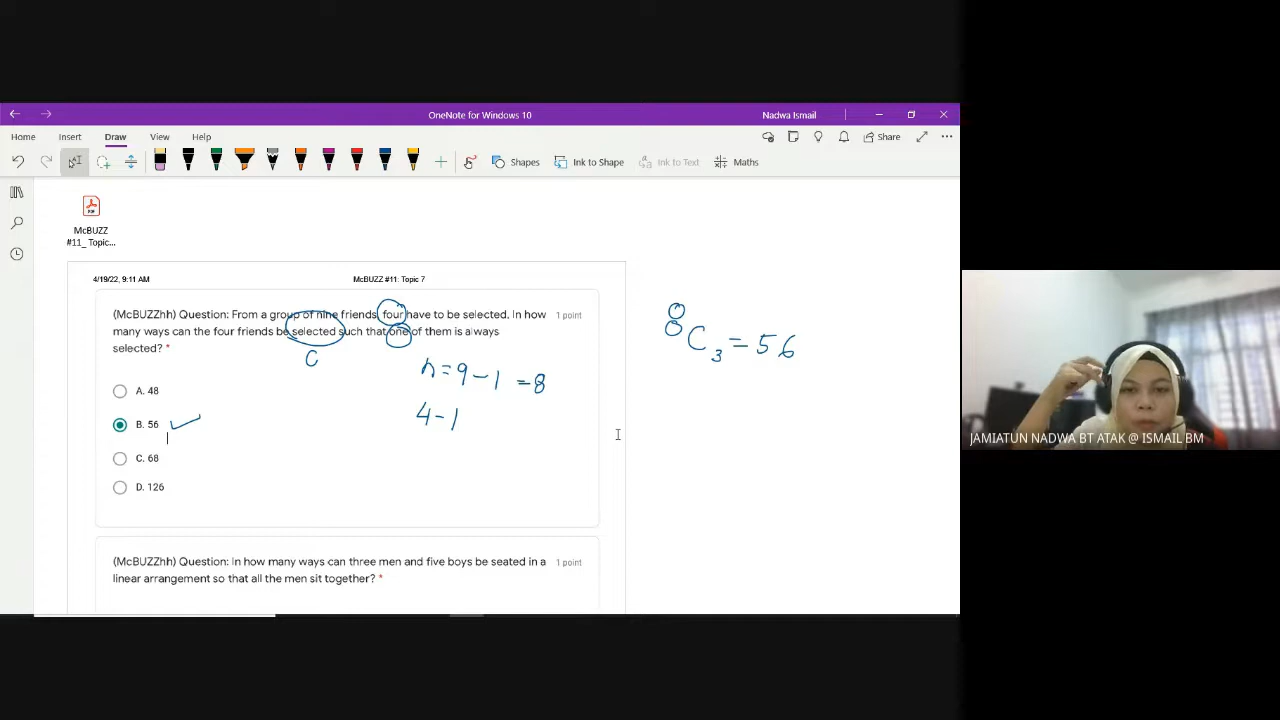 OneNote for Windows 10
Nadwa Ismail
Home
Insert
Draw
View
Help
Share
Shapes
Ink to Shape
Ink to Text
Maths
PDF
McBUZZ
#11_ Topic...
4/19/22, 9:11 AM
McBUZZ #11: Topic 7
(McBUZZhh) Question: From a group of nine friends, four have to be selected. In how
1 point
many ways can the four friends be selected such that one of them is always
selected? *
C
n = 9 - 1 = 8
4 - 1
8C3 = 56
A. 48
B. 56
C. 68
D. 126
(McBUZZhh) Question: In how many ways can three men and five boys be seated in a
1 point
linear arrangement so that all the men sit together? *
JAMIATUN NADWA BT ATAK @ ISMAIL BM